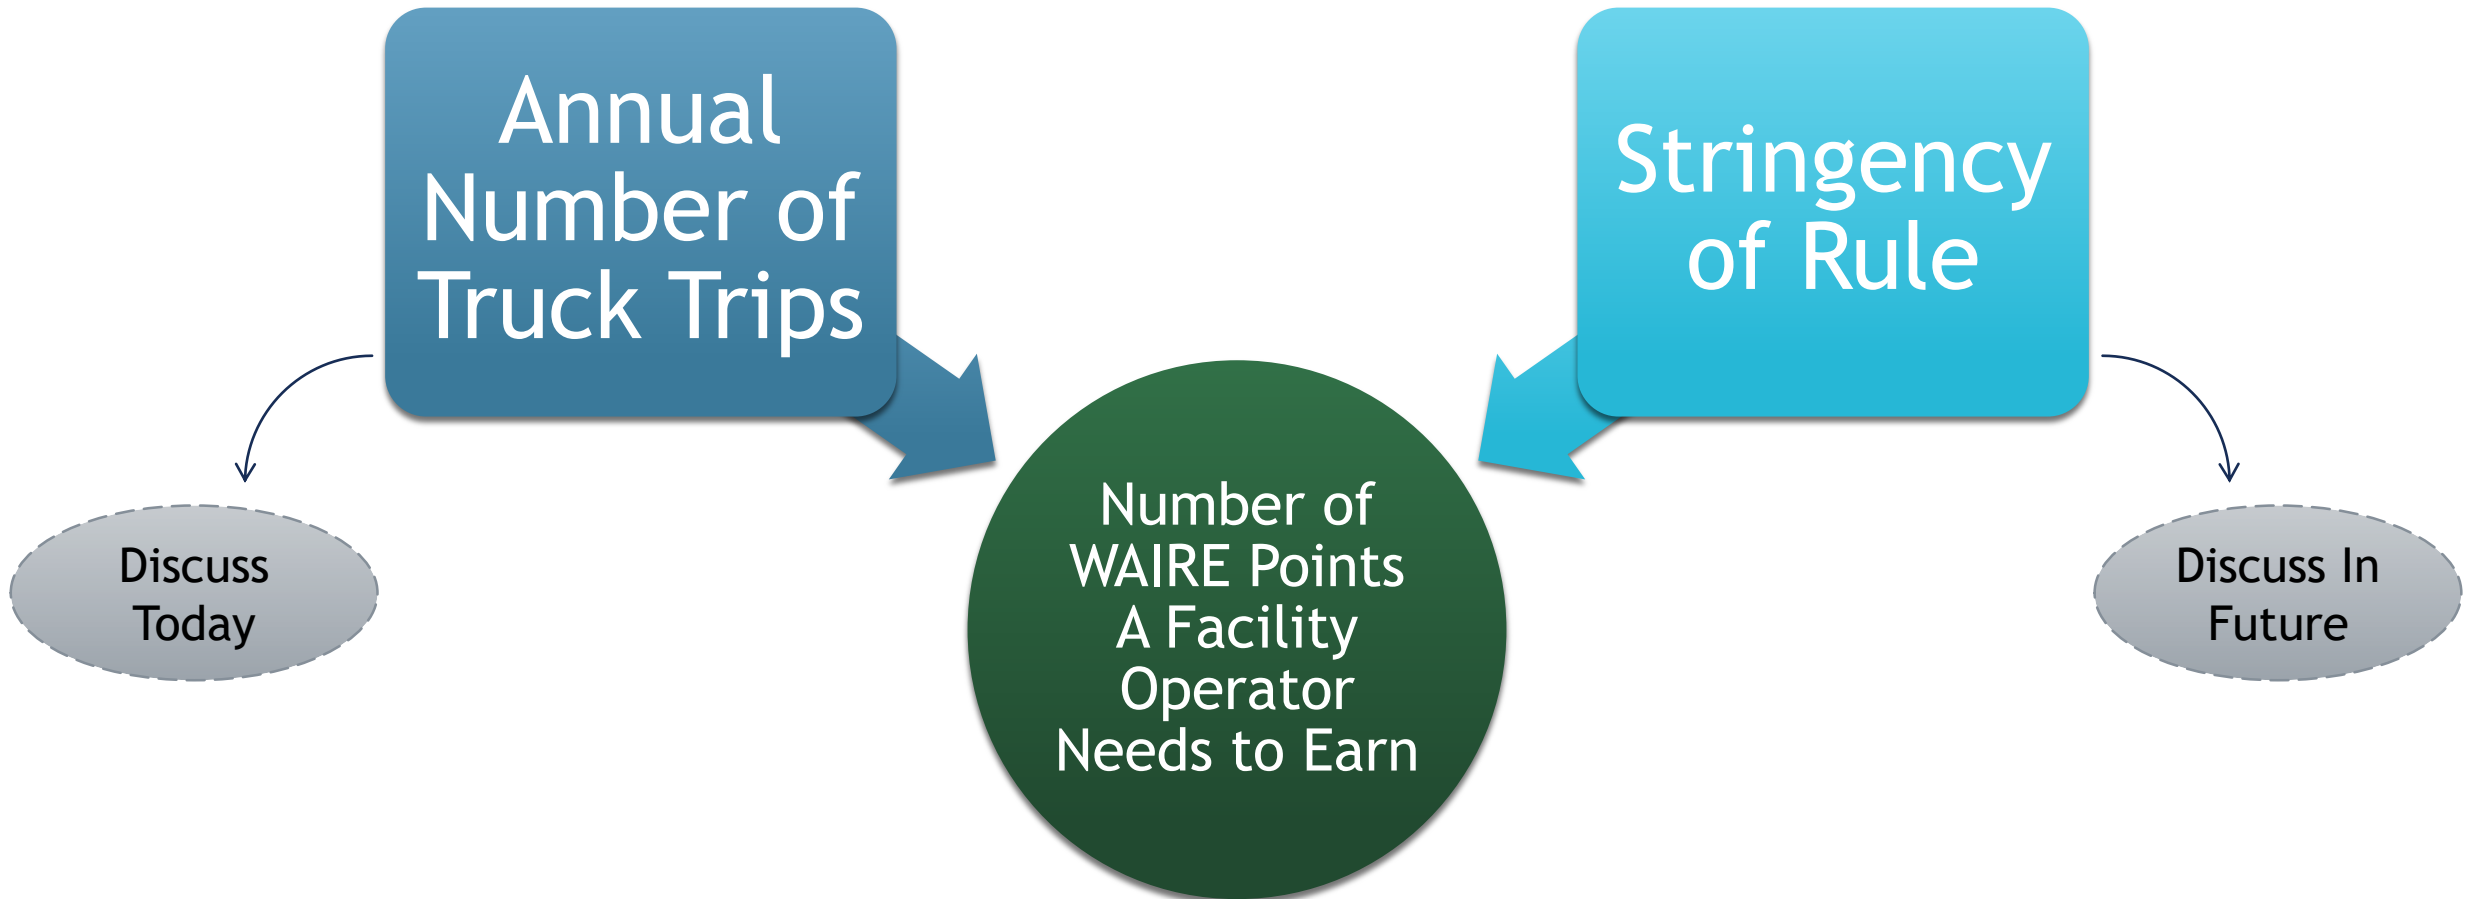 Annual
Number of
Truck Trips
Stringency
of Rule
Number of
WAIRE Points
A Facility
Operator
Needs to Earn
Discuss
Today
Discuss In
Future